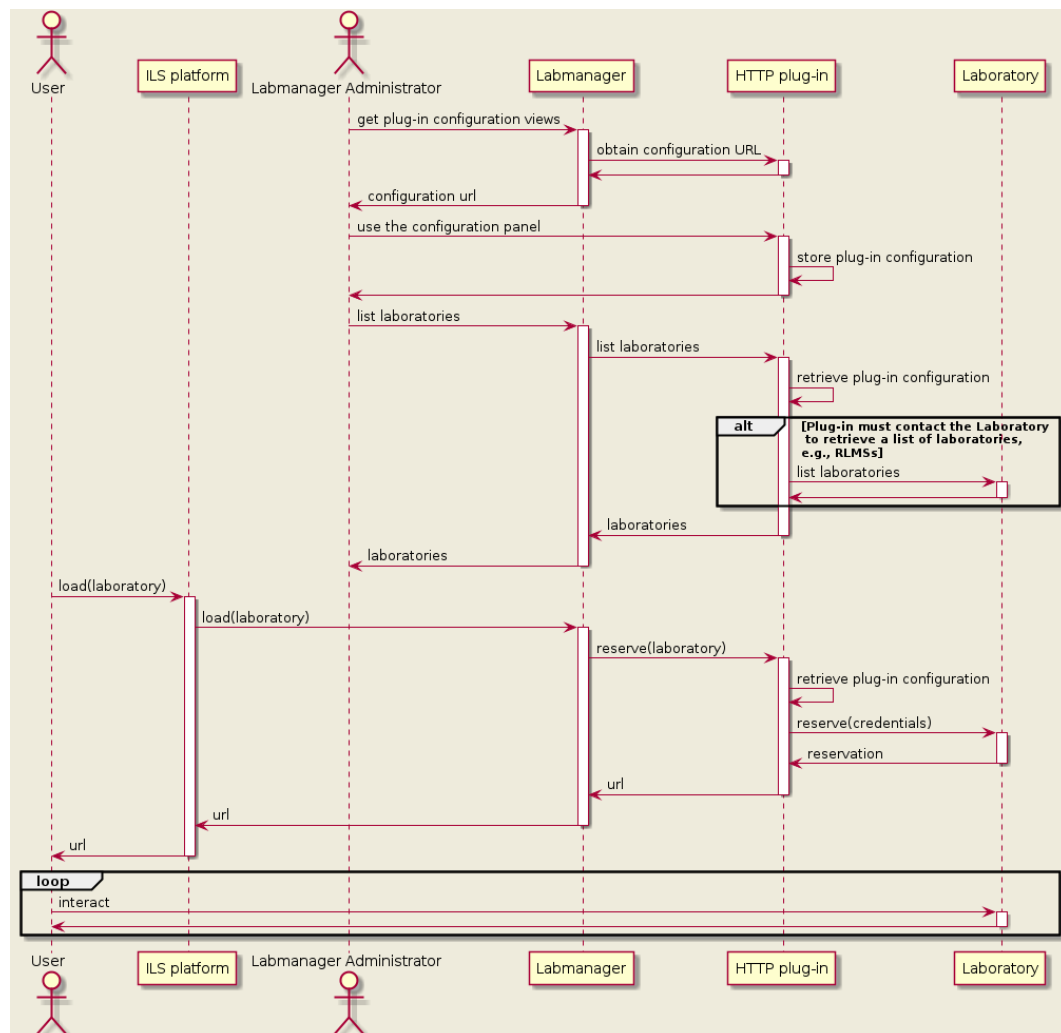 User
ILS platform
Labmanager Administrator
Labmanager
HTTP plug-in
Laboratory
get plug-in configuration views
obtain configuration URL
configuration url
use the configuration panel
store plug-in configuration
list laboratories
list laboratories
retrieve plug-in configuration
alt
[Plug-in must contact the Laboratory
to retrieve a list of laboratories,
e.g., RLMSs]
list laboratories
laboratories
laboratories
load(laboratory)
load(laboratory)
reserve(laboratory)
retrieve plug-in configuration
reserve(credentials)
reservation
url
url
url
loop
interact
User
ILS platform
Labmanager Administrator
Labmanager
HTTP plug-in
Laboratory